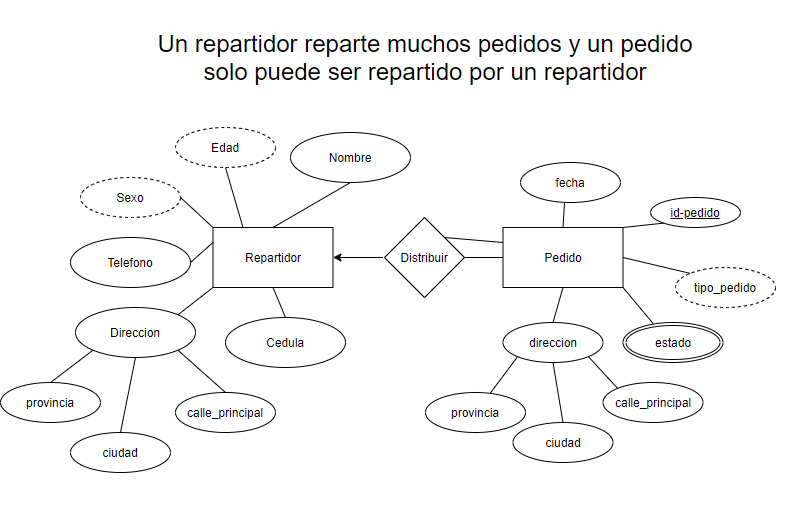 Un repartidor reparte muchos pedidos y un pedido
solo puede ser repartido por un repartidor
Edad
Nombre
Sexo
fecha
id-pedido
Telefono
Repartidor
Distribuir
Pedido
tipo_pedido
Direccion
Cedula
direccion
estado
provincia
calle_principal
ciudad
provincia
calle_principal
ciudad